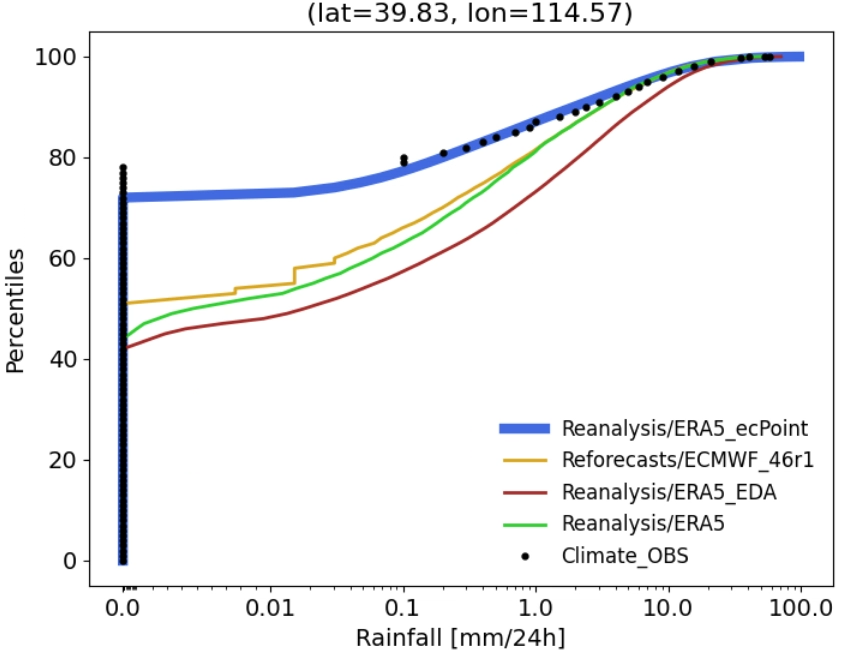 (lat=39.83, lon=114.57)
100
80
60
40
20
0
Percentiles
Reanalysis/ERA5_ecPoint
Reforecasts/ECMWF_46r1
Reanalysis/ERA5_EDA
Reanalysis/ERA5
Climate_OBS
0.0 0.01 0.1 1.0 10.0 100.0
Rainfall [mm/24h]